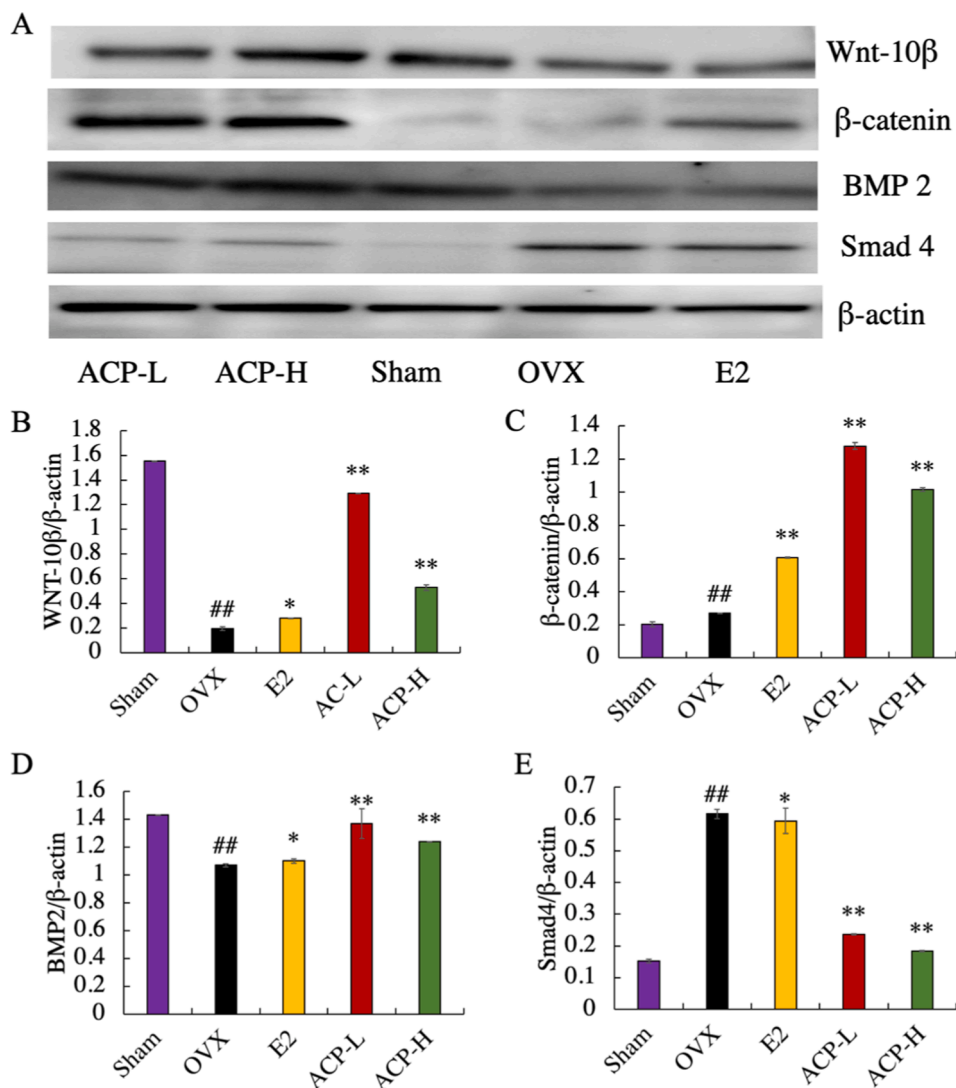 A
Wnt-10β
β-catenin
BMP 2
Smad 4
β-actin
ACP-L ACP-H Sham OVX E2
B
WNT-10β/β-actin
1.8
1.6
1.4
1.2
1
0.8
0.6
0.4
0.2
0
##
*
**
**
Sham OVX E2 AC-L ACP-H
C
β-catenin/β-actin
1.4
1.2
1
0.8
0.6
0.4
0.2
0
##
**
**
**
Sham OVX E2 ACP-L ACP-H
D
BMP2/β-actin
1.6
1.4
1.2
1
0.8
0.6
0.4
0.2
0
##
*
**
**
Sham OVX E2 ACP-L ACP-H
E
Smad4/β-actin
0.7
0.6
0.5
0.4
0.3
0.2
0.1
0
##
*
**
**
Sham OVX E2 ACP-L ACP-H